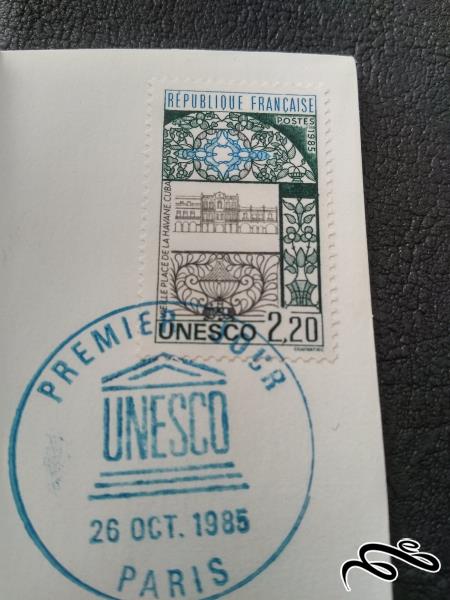 RÉPUBLIQUE FRANÇAISE
POSTES 1985
VIEILLE PLACE DE LA HAVANE. CUBA
UNESCO 2,20
PREMIER JOUR
UNESCO
26 OCT. 1985
PARIS